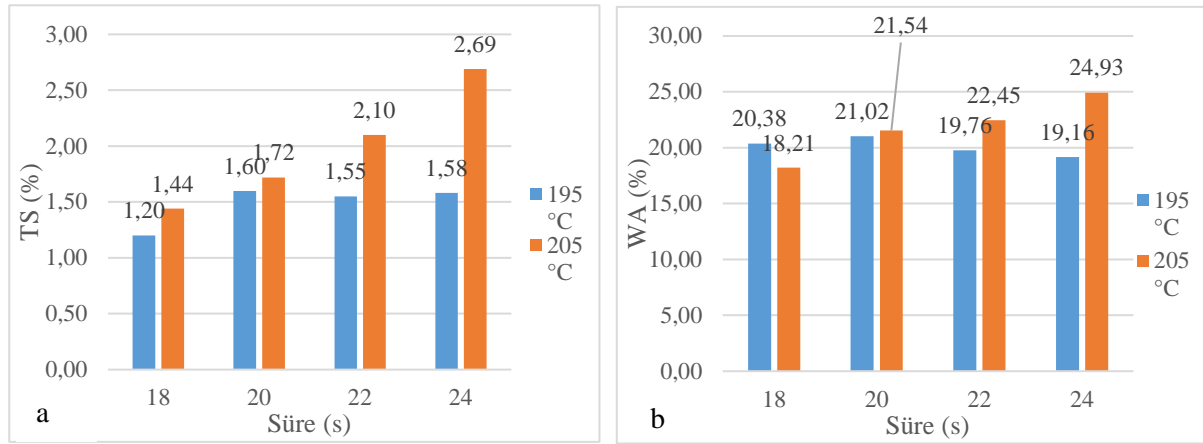 3,00
2,50
2,00
1,50
1,00
0,50
0,00
TS (%)
1,20
1,44
1,60
1,72
1,55
2,10
1,58
2,69
18 20 22 24
Süre (s)
195
°C
205
°C
a
30,00
25,00
20,00
15,00
10,00
5,00
0,00
WA (%)
20,38
18,21
21,02
21,54
19,76
22,45
19,16
24,93
18 20 22 24
Süre (s)
195
°C
205
°C
b